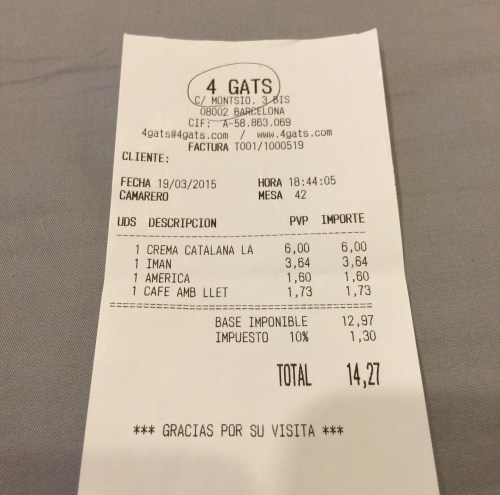 4 GATS
C/ MONTSIO, 3 BIS
08002 BARCELONA
CIF: A-58.863.069
4gats@4gats.com / www.4gats.com
FACTURA T001/1000519
CLIENTE:
FECHA 19/03/2015 HORA 18:44:05
CAMARERO MESA 42
UDS DESCRIPCION PVP IMPORTE
1 CREMA CATALANA LA 6,00 6,00
1 IMAN 3,64 3,64
1 AMERICA 1,60 1,60
1 CAFE AMB LLET 1,73 1,73
BASE IMPONIBLE 12,97
IMPUESTO 10% 1,30
TOTAL 14,27
*** GRACIAS POR SU VISITA ***